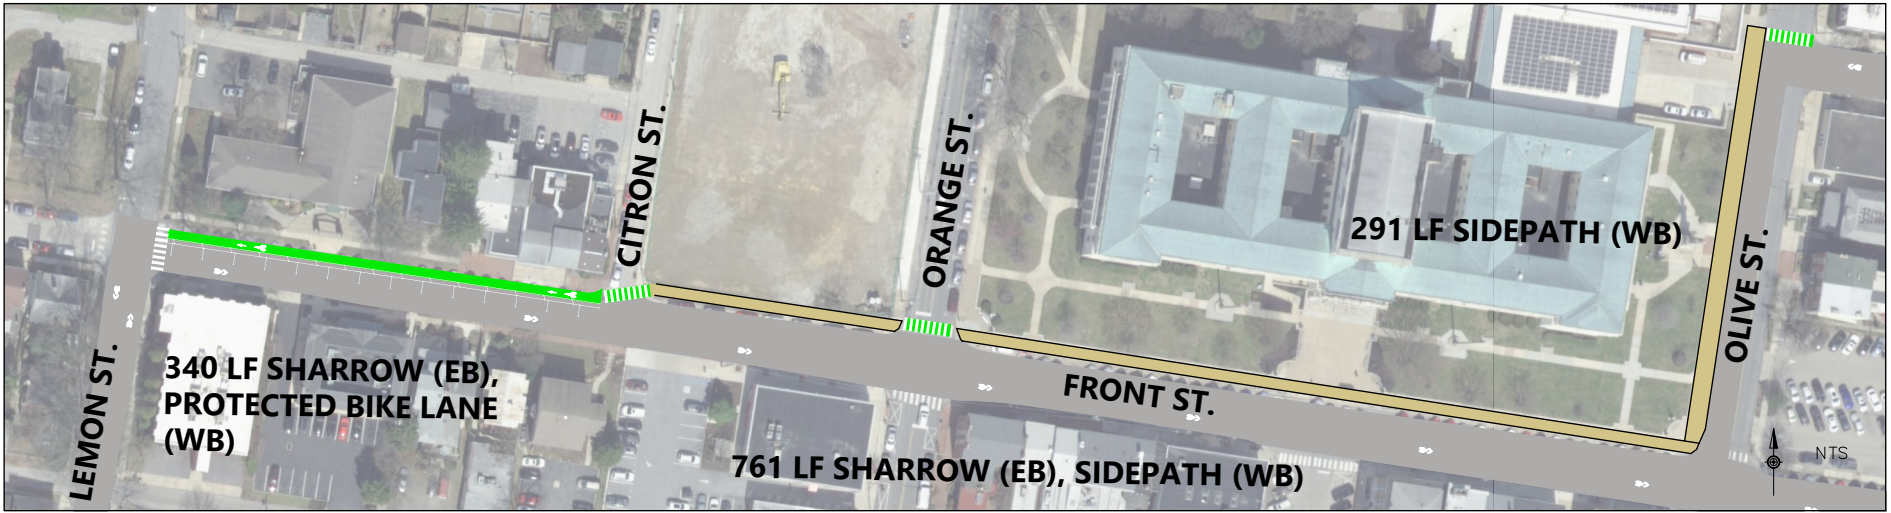 CITRON ST.
ORANGE ST.
291 LF SIDEPATH (WB)
OLIVE ST.
LEMON ST.
340 LF SHARROW (EB),
PROTECTED BIKE LANE
(WB)
FRONT ST.
761 LF SHARROW (EB), SIDEPATH (WB)
NTS